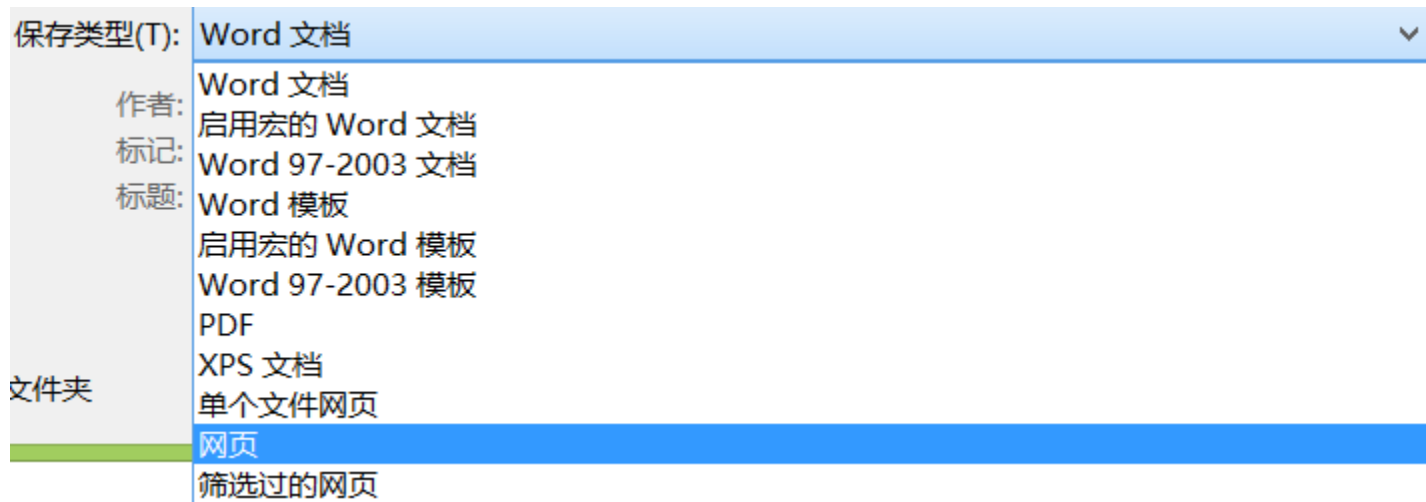 保存类型(T): Word 文档
Word 文档
作者:
启用宏的 Word 文档
标记:
Word 97-2003 文档
标题:
Word 模板
启用宏的 Word 模板
Word 97-2003 模板
PDF
XPS 文档
文件夹
单个文件网页
网页
筛选过的网页